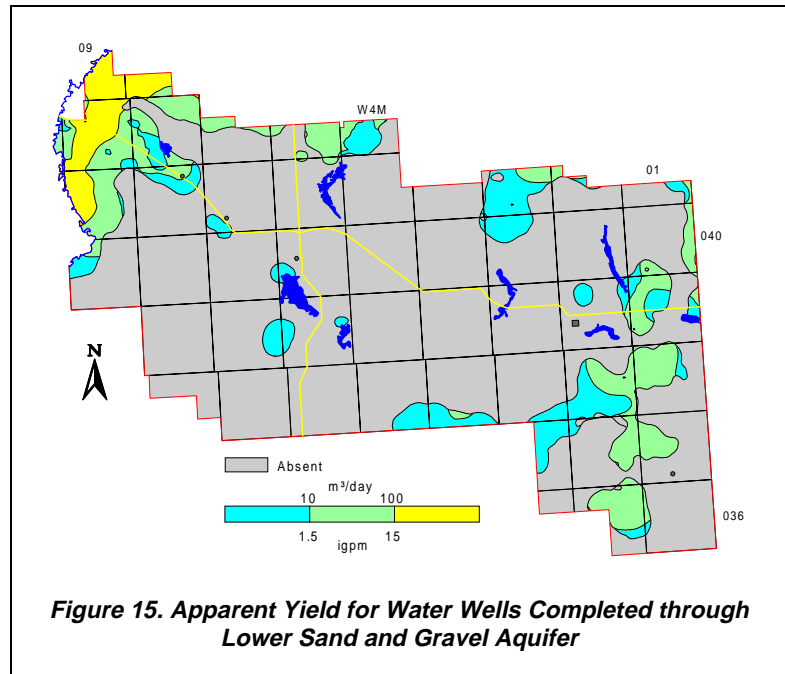 09
W4M
01
040
N
Absent
m³/day
10 100
1.5 igpm 15
036
Figure 15. Apparent Yield for Water Wells Completed through
Lower Sand and Gravel Aquifer